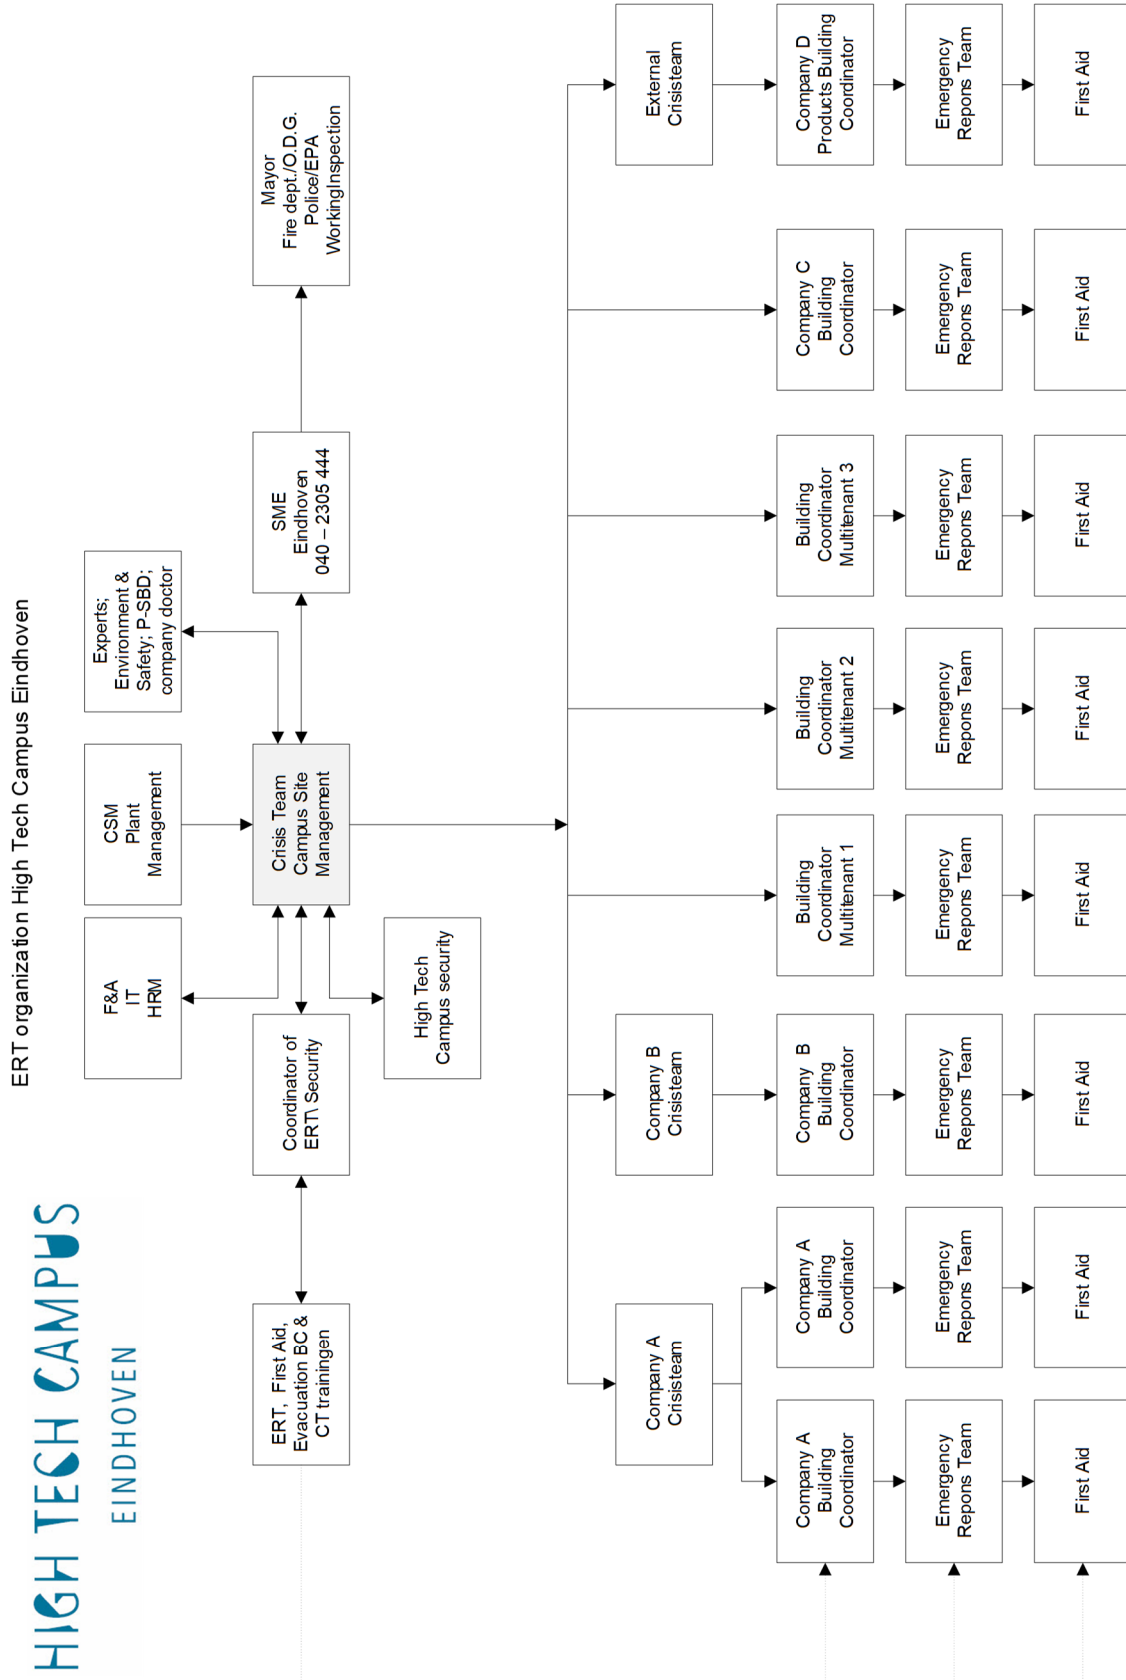 HIGH TECH CAMPUS
EINDHOVEN
ERT organization High Tech Campus Eindhoven
F&A
IT
HRM
CSM
Plant
Management
Experts;
Environment &
Safety; P-SBD;
company doctor
ERT, First Aid,
Evacuation BC &
CT trainingen
Coordinator of
ERT\ Security
Crisis Team
Campus Site
Management
SME
Eindhoven
040 – 2305 444
Mayor
Fire dept./O.D.G.
Police/EPA
WorkingInspection
High Tech
Campus security
Company A
Crisisteam
Company B
Crisisteam
External
Crisisteam
Company A
Building
Coordinator
Company A
Building
Coordinator
Company B
Building
Coordinator
Building
Coordinator
Multitenant 1
Building
Coordinator
Multitenant 2
Building
Coordinator
Multitenant 3
Company C
Building
Coordinator
Company D
Products Building
Coordinator
Emergency
Repons Team
Emergency
Repons Team
Emergency
Repons Team
Emergency
Repons Team
Emergency
Repons Team
Emergency
Repons Team
Emergency
Repons Team
Emergency
Repons Team
First Aid
First Aid
First Aid
First Aid
First Aid
First Aid
First Aid
First Aid